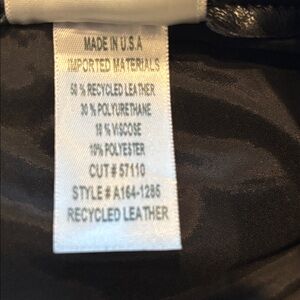 MADE IN U.S.A
IMPORTED MATERIALS
50 % RECYCLED LEATHER
30 % POLYURETHANE
10 % VISCOSE
10% POLYESTER
CUT # 57110
STYLE # A164-1286
RECYCLED LEATHER